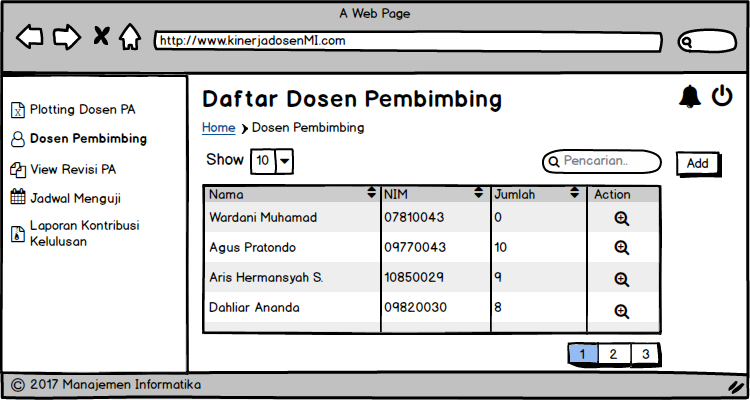 A Web Page
http://www.kinerjadosenMI.com
Plotting Dosen PA
Dosen Pembimbing
View Revisi PA
Jadwal Menguji
Laporan Kontribusi
Kelulusan
Daftar Dosen Pembimbing
Home Dosen Pembimbing
Show 10 Pencarian.. Add
Nama NIM Jumlah Action
Wardani Muhamad 07810043 0
Agus Pratondo 09770043 10
Aris Hermansyah S. 10850029 9
Dahliar Ananda 09820030 8
1 2 3
© 2017 Manajemen Informatika